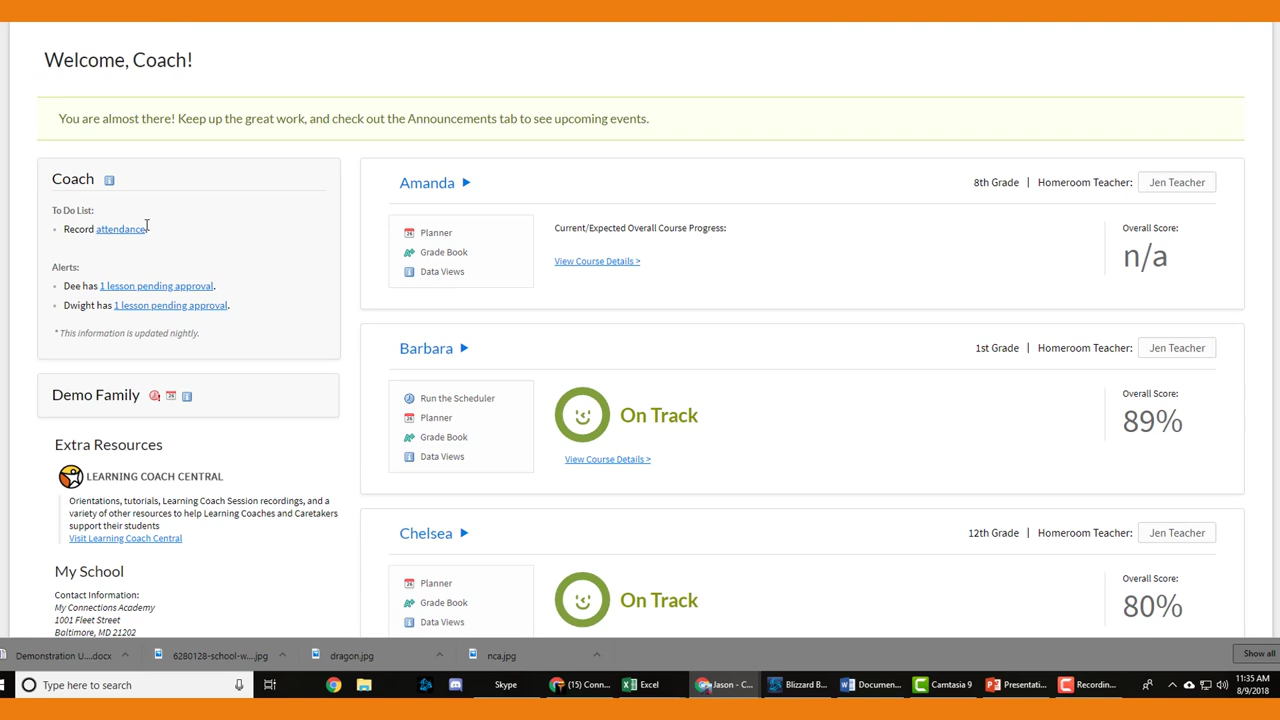 Welcome, Coach!
You are almost there! Keep up the great work, and check out the Announcements tab to see upcoming events.
Coach
To Do List:
Record attendance.
Alerts:
Dee has 1 lesson pending approval.
Dwight has 1 lesson pending approval.
* This information is updated nightly.
Demo Family
Extra Resources
LEARNING COACH CENTRAL
Orientations, tutorials, Learning Coach Session recordings, and a
variety of other resources to help Learning Coaches and Caretakers
support their students
Visit Learning Coach Central
My School
Contact Information:
My Connections Academy
1001 Fleet Street
Baltimore, MD 21202
Amanda
8th Grade | Homeroom Teacher: Jen Teacher
Planner
Grade Book
Data Views
Current/Expected Overall Course Progress:
View Course Details >
Overall Score:
n/a
Barbara
1st Grade | Homeroom Teacher: Jen Teacher
Run the Scheduler
Planner
Grade Book
Data Views
On Track
View Course Details >
Overall Score:
89%
Chelsea
12th Grade | Homeroom Teacher: Jen Teacher
Planner
Grade Book
Data Views
On Track
Overall Score:
80%
Demonstration U....docx
6280128-school-w....jpg
dragon.jpg
nca.jpg
Show all
Type here to search
Skype
(15) Conn...
Excel
Jason - C...
Blizzard B...
Documen...
Camtasia 9
Presentati...
Recordin...
11:35 AM
8/9/2018